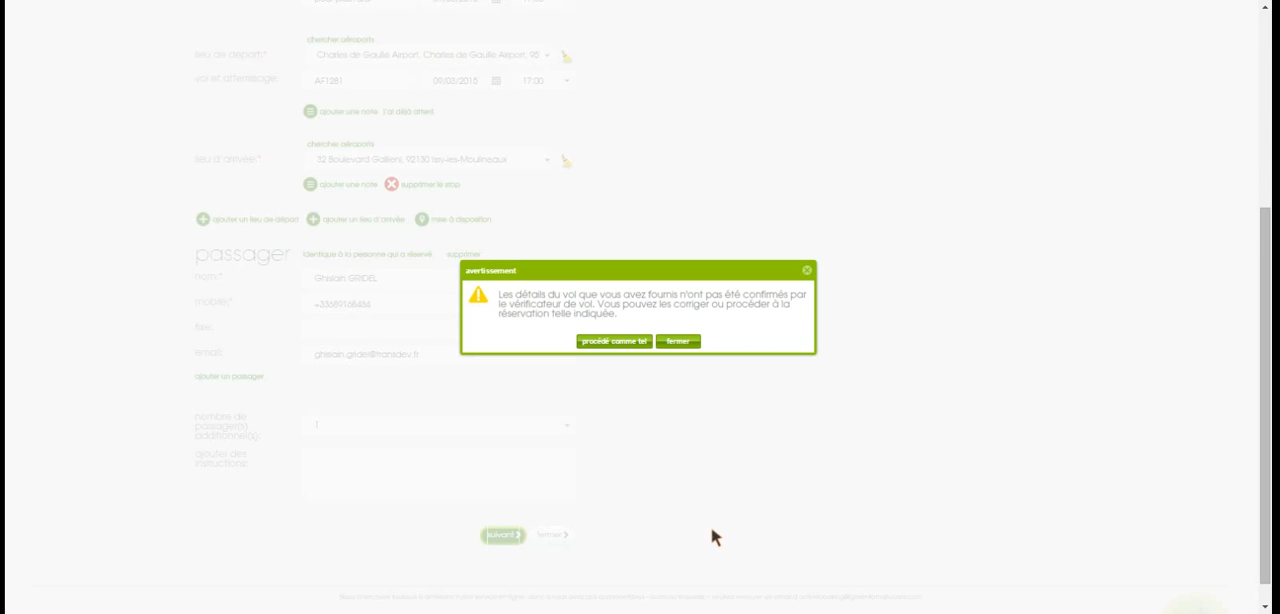 chercher aéroports
lieu de départ:* Charles de Gaulle Airport, Charles de Gaulle Airport, 95
vol et atterrissage: AF1281 09/03/2015 17:00
ajouter une note J'ai déjà atterri
chercher aéroports
lieu d'arrivée:* 32 Boulevard Gallieni, 92130 Issy-les-Moulineaux
ajouter une note supprimer le stop
ajouter un lieu de départ ajouter un lieu d'arrivée mise à disposition
passager identique à la personne qui a réservé supprimer
nom:* Ghislain GRIDEL
mobile:* +33689168464
fixe:
email: ghislain.gridel@transdev.fr
ajouter un passager
nombre de
passager(s)
additionnel(s): 1
ajouter des
instuctions:
avertissement
Les détails du vol que vous avez fournis n'ont pas été confirmés par
le vérificateur de vol. Vous pouvez les corriger ou procéder à la
réservation telle indiquée.
procédé comme tel fermer
suivant fermer